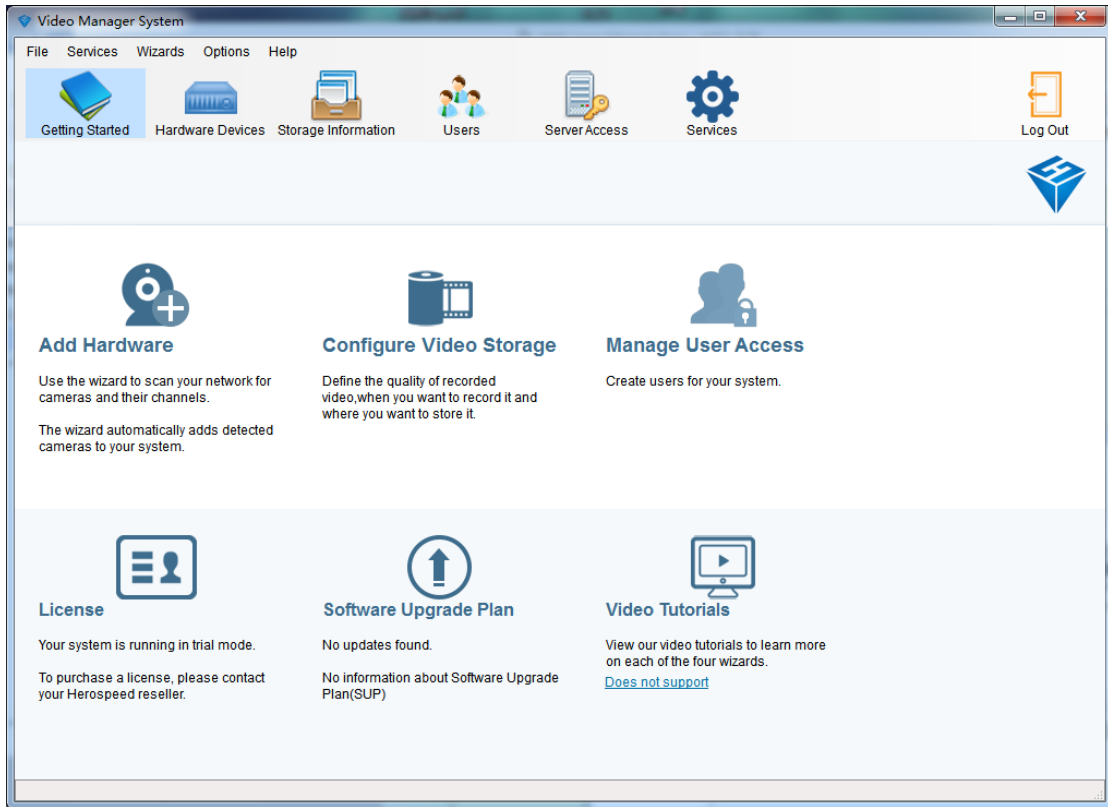 Video Manager System
File Services Wizards Options Help
Getting Started Hardware Devices Storage Information Users Server Access Services Log Out
Add Hardware
Use the wizard to scan your network for
cameras and their channels.
The wizard automatically adds detected
cameras to your system.
Configure Video Storage
Define the quality of recorded
video,when you want to record it and
where you want to store it.
Manage User Access
Create users for your system.
License
Your system is running in trial mode.
To purchase a license, please contact
your Herospeed reseller.
Software Upgrade Plan
No updates found.
No information about Software Upgrade
Plan(SUP)
Video Tutorials
View our video tutorials to learn more
on each of the four wizards.
Does not support